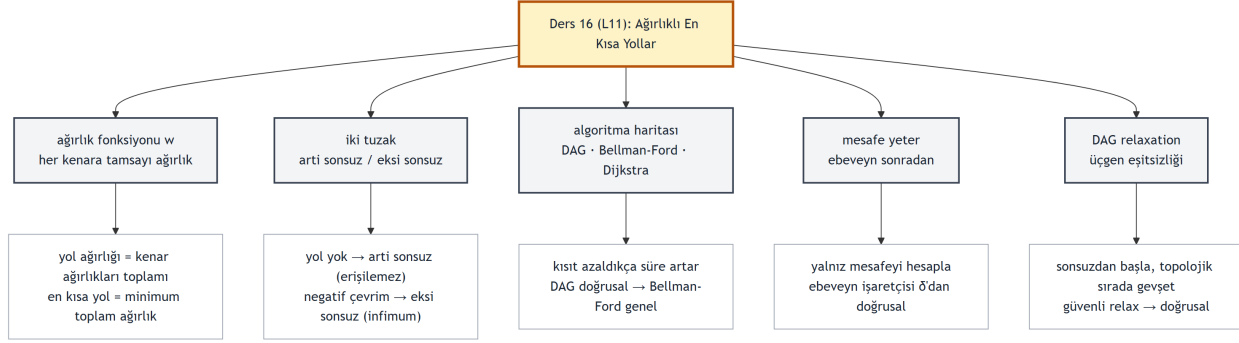 Ders 16 (L11): Ağırlıklı En
Kısa Yollar
ağırlık fonksiyonu w
her kenara tamsayı ağırlık
iki tuzak
arti sonsuz / eksi sonsuz
algoritma haritası
DAG · Bellman-Ford ·
Dijkstra
mesafe yeter
ebeveyn sonradan
DAG relaxation
üçgen eşitsizliği
yol ağırlığı = kenar
ağırlıkları toplamı
en kısa yol = minimum
toplam ağırlık
yol yok → arti sonsuz
(erişilemez)
negatif çevrim → eksi
sonsuz (infimum)
kısıt azaldıkça süre artar
DAG doğrusal → Bellman-
Ford genel
yalnız mesafeyi hesapla
ebeveyn işaretçisi δ'dan
doğrusal
sonsuzdan başla, topolojik
sırada gevşet
güvenli relax → doğrusal